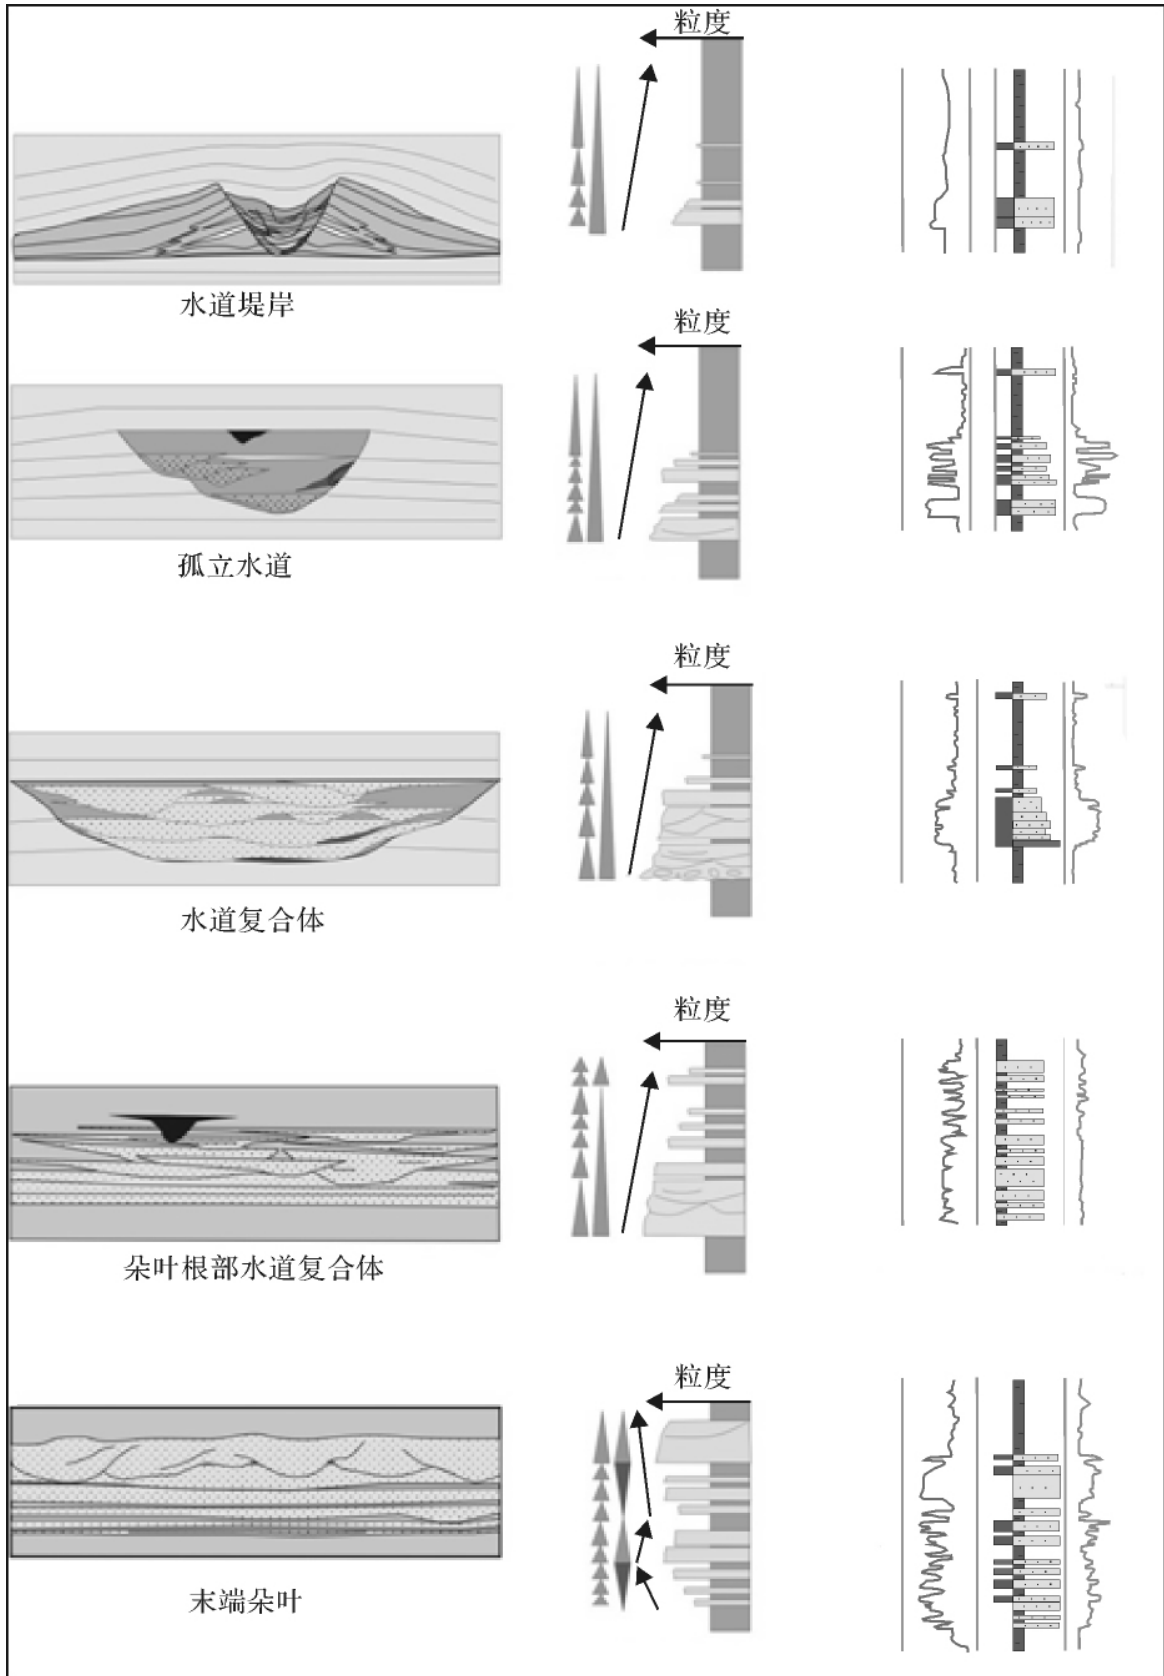 粒度
水道堤岸
粒度
孤立水道
粒度
水道复合体
粒度
朵叶根部水道复合体
粒度
末端朵叶